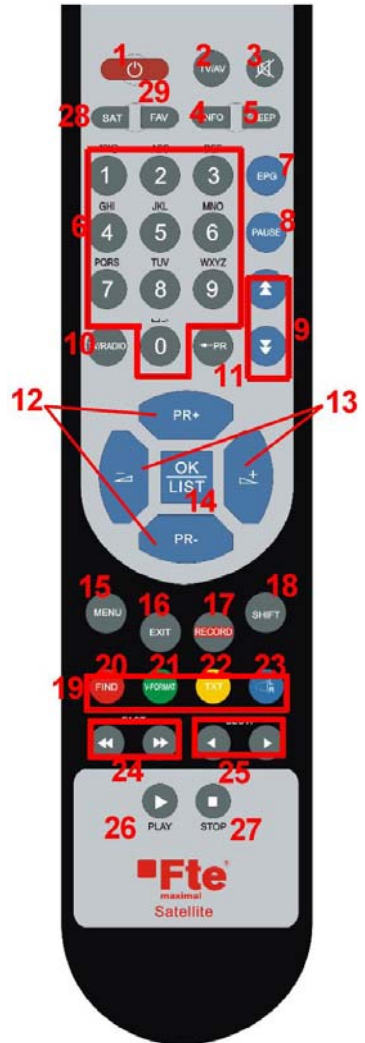 1 2 3
TV/AV
29
28 SAT FAV 4 INFO 5
7
1 2 3 EPG
GHI JKL MNO 8
6 4 5 6 PAUSE
PQRS TUV WXYZ
7 8 9 9
10 0 PR
11
12 PR+ 13
- OK +
LIST
14
PR-
15 16 17 18
MENU EXIT RECORD SHIFT
20 21 22 23
19 FIND V-FORMAT TXT
24 25
26 PLAY STOP 27
Fte
maximal
Satellite